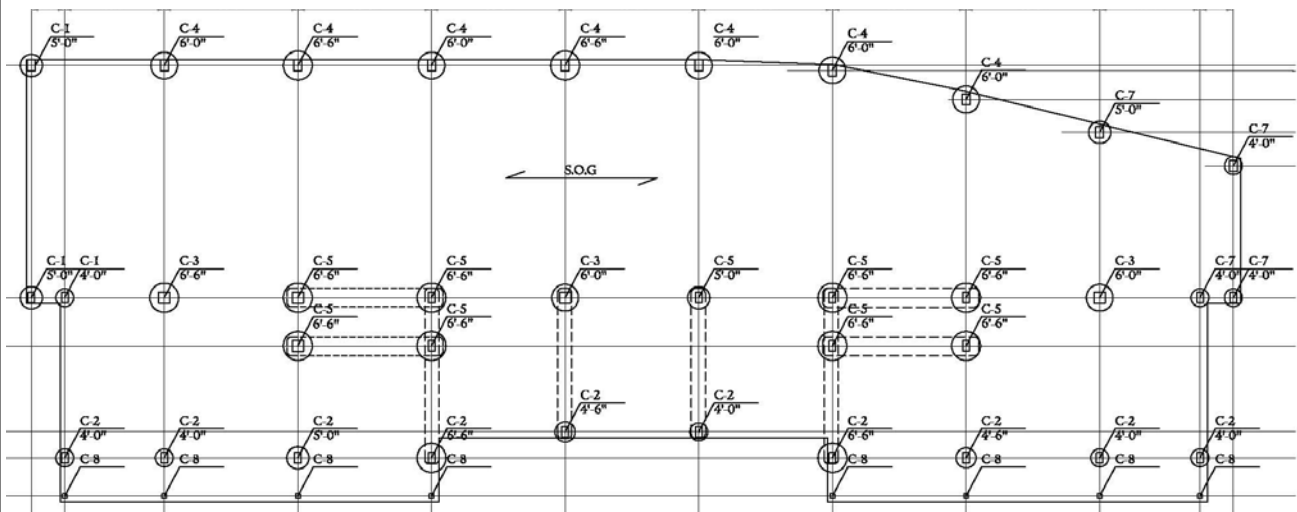 C-1
5'-0"
C-4
6'-0"
C-4
6'-6"
C-4
6'-0"
C-4
6'-6"
C-4
6'-0"
C-4
6'-0"
C-4
6'-0"
C-7
5'-0"
C-7
4'-0"
S.O.G
C-1
5'-0"
C-1
4'-0"
C-3
6'-6"
C-5
6'-6"
C-5
6'-6"
C-3
6'-0"
C-5
5'-0"
C-5
6'-6"
C-5
6'-6"
C-3
6'-0"
C-7
4'-0"
C-7
4'-0"
C-5
6'-6"
C-5
6'-6"
C-5
6'-6"
C-5
6'-6"
C-2
4'-6"
C-2
4'-0"
C-2
4'-0"
C-2
4'-0"
C-2
5'-0"
C-2
6'-6"
C-2
6'-6"
C-2
4'-6"
C-2
4'-0"
C-2
4'-0"
C-8
C-8
C-8
C-8
C-8
C-8
C-8
C-8